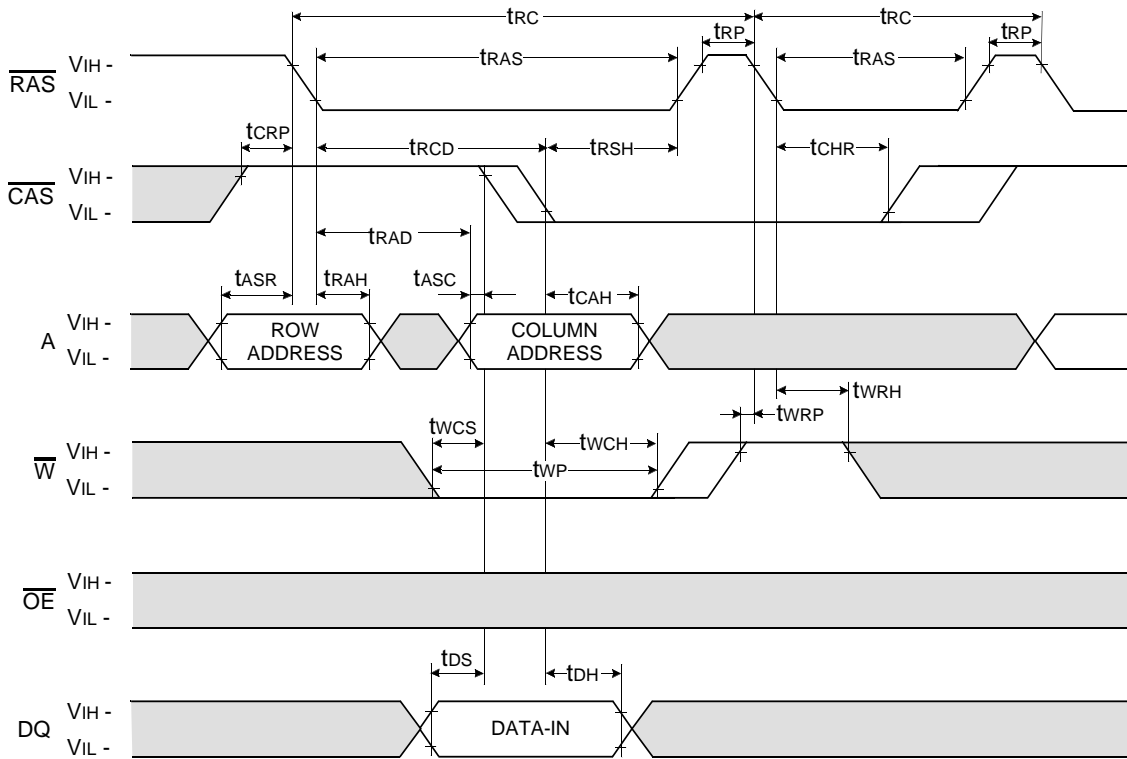 tRC tRC
tRP tRP
RAS VIH - VIL - tRAS tRAS
tCRP tRCD tRSH tCHR
CAS VIH - VIL -
tRAD
tASR tRAH tASC tCAH
A VIH - VIL - ROW ADDRESS COLUMN ADDRESS
tWRH
tWRP
tWCS tWCH
W VIH - VIL - tWP
OE VIH - VIL -
tDS tDH
DQ VIH - VIL - DATA-IN